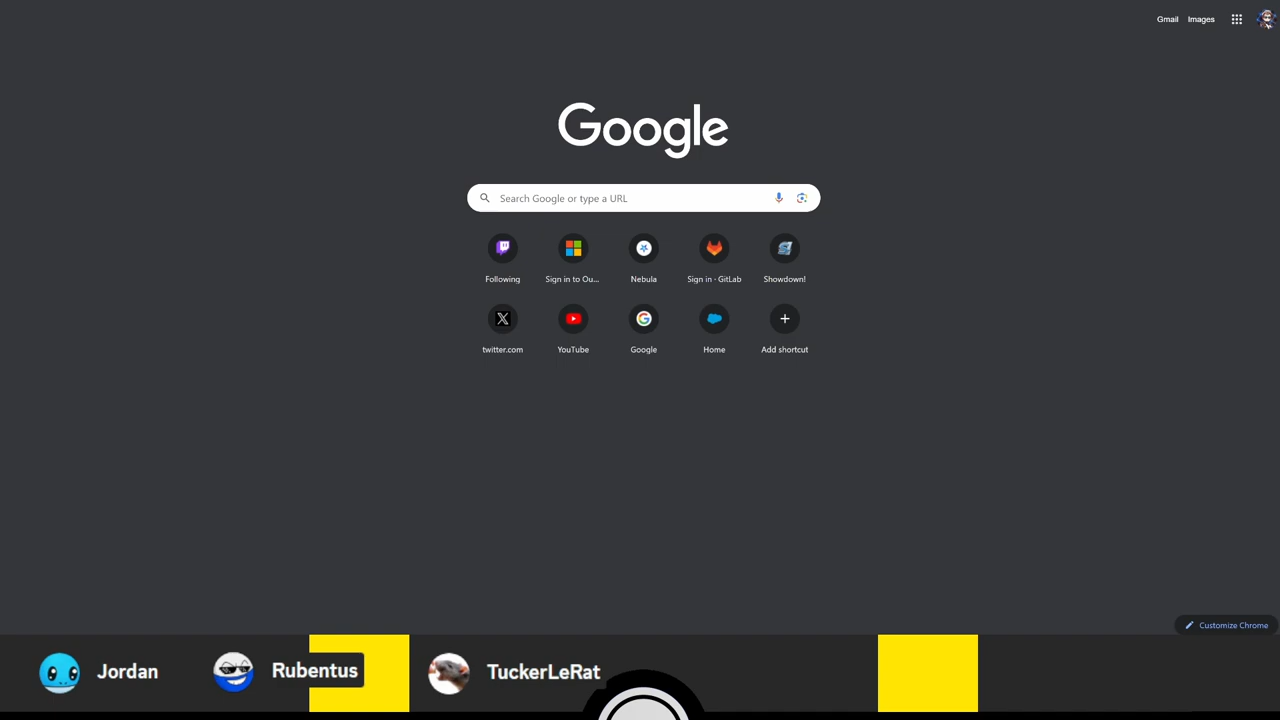 Gmail Images
Google
Search Google or type a URL
Following Sign in to Ou... Nebula Sign in · GitLab Showdown!
twitter.com YouTube Google Home Add shortcut
Customize Chrome
Jordan Rubentus TuckerLeRat